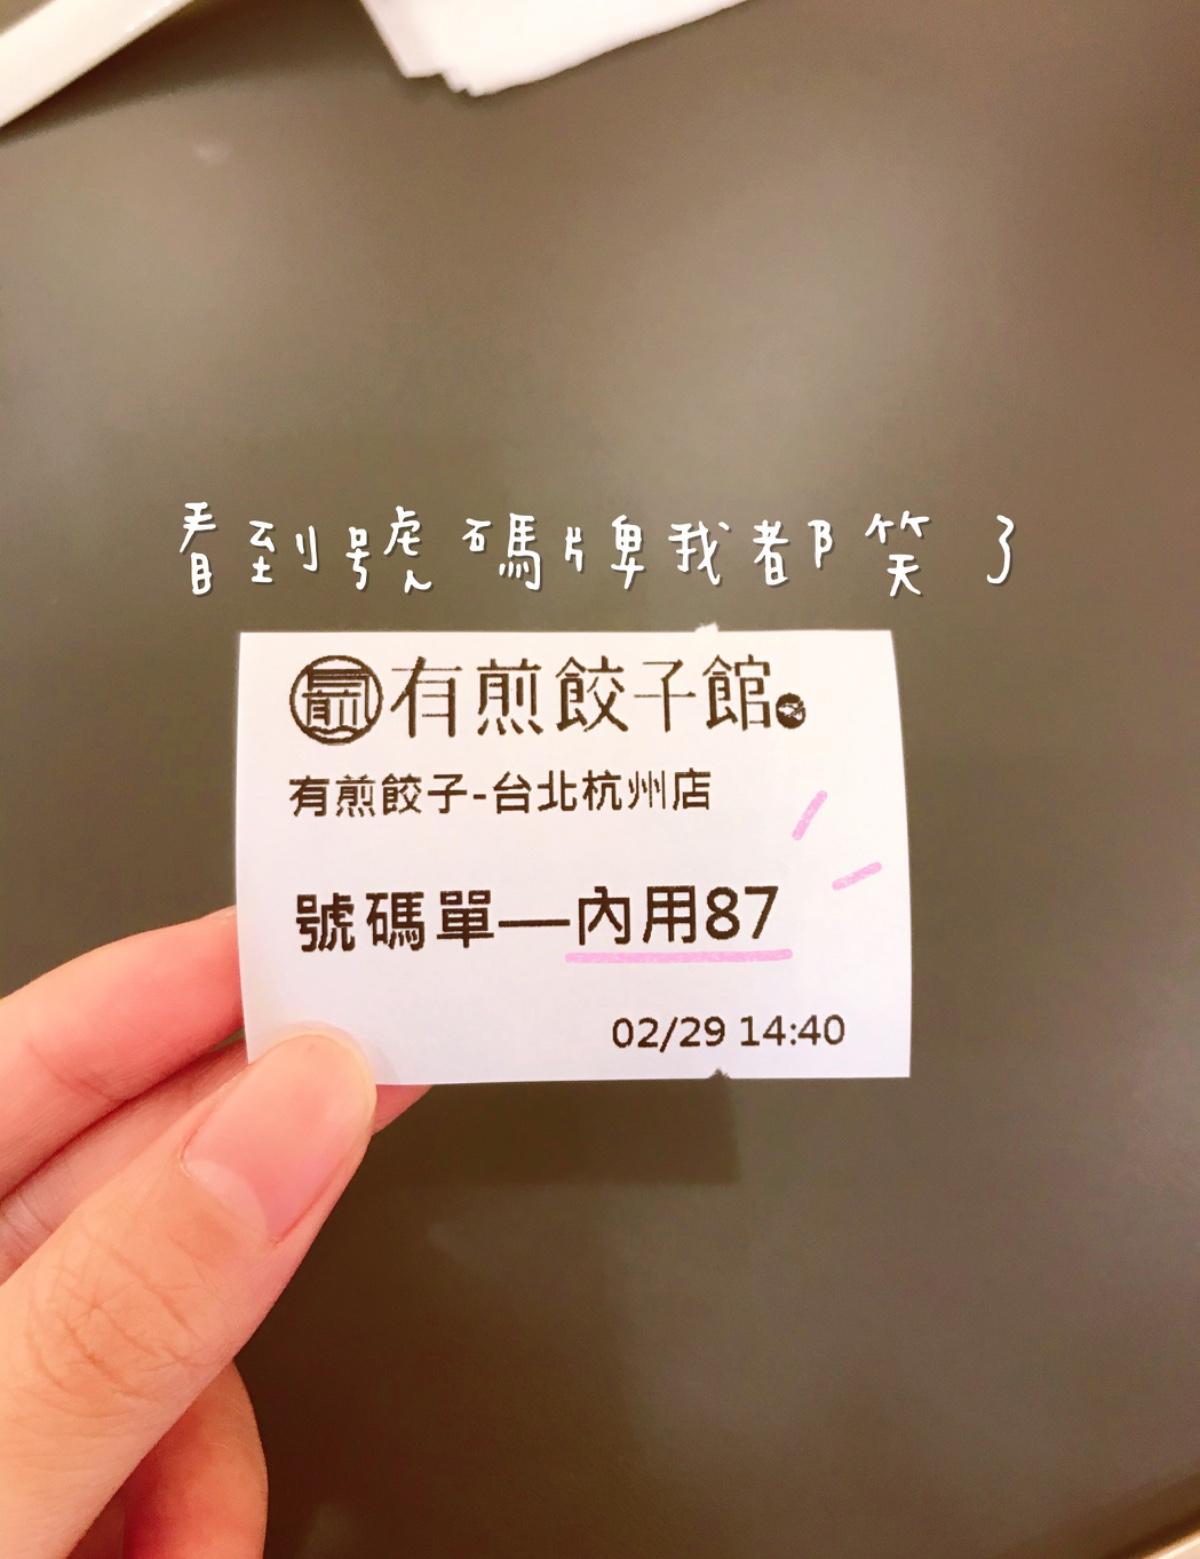 看到號碼牌我都笑了
煎 有煎餃子館
有煎餃子-台北杭州店
號碼單—內用87
02/29 14:40